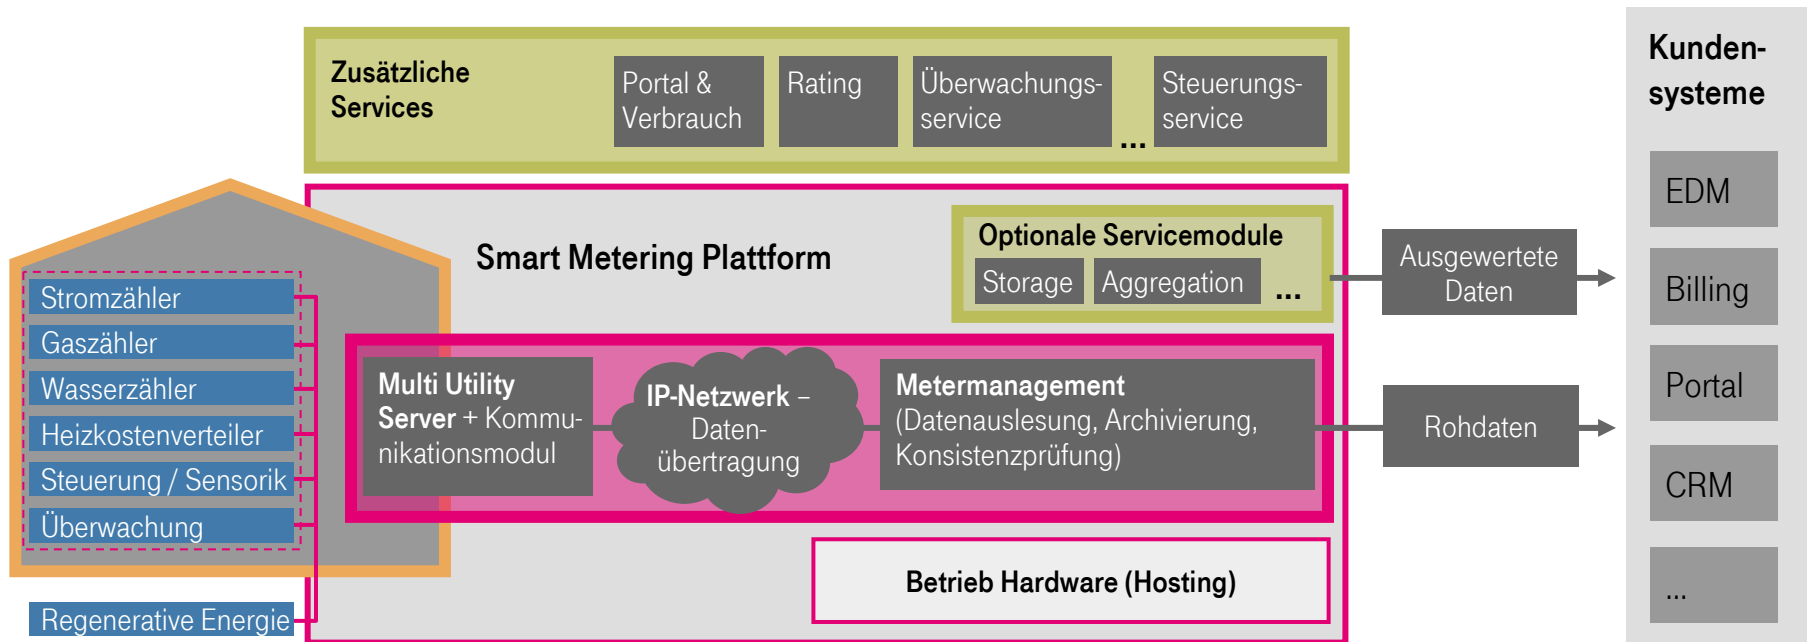 Zusätzliche
Services
Portal &
Verbrauch
Rating
Überwachungs-
service
...
Steuerungs-
service
Kunden-
systeme
EDM
Billing
Portal
CRM
...
Smart Metering Plattform
Optionale Servicemodule
Storage
Aggregation
...
Ausgewertete
Daten
Stromzähler
Gaszähler
Wasserzähler
Heizkostenverteiler
Steuerung / Sensorik
Überwachung
Regenerative Energie
Multi Utility
Server + Kommu-
nikationsmodul
IP-Netzwerk –
Daten-
übertragung
Metermanagement
(Datenauslesung, Archivierung,
Konsistenzprüfung)
Rohdaten
Betrieb Hardware (Hosting)